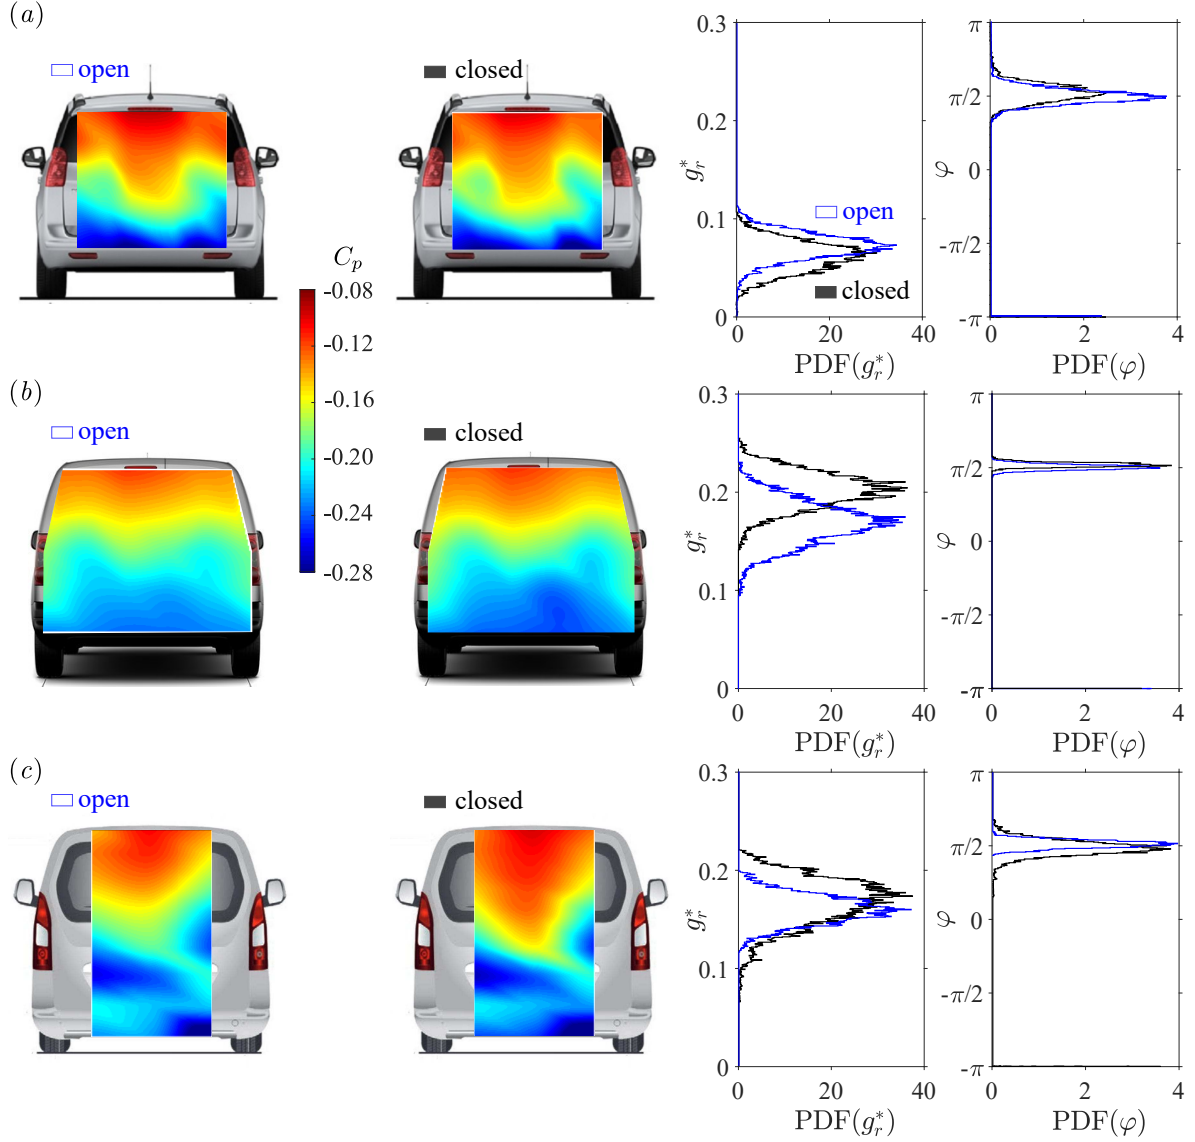 (a)
open
closed
0.3
0.2
0.1
0
g_r^*
open
closed
0 20 40
PDF(g_r^*)
π
π/2
0
-π/2
-π
φ
0 2 4
PDF(φ)
C_p
-0.08
-0.12
-0.16
-0.20
-0.24
-0.28
(b)
open
closed
0.3
0.2
0.1
0
g_r^*
0 20 40
PDF(g_r^*)
π
π/2
0
-π/2
-π
φ
0 2 4
PDF(φ)
(c)
open
closed
0.3
0.2
0.1
0
g_r^*
0 20 40
PDF(g_r^*)
π
π/2
0
-π/2
-π
φ
0 2 4
PDF(φ)